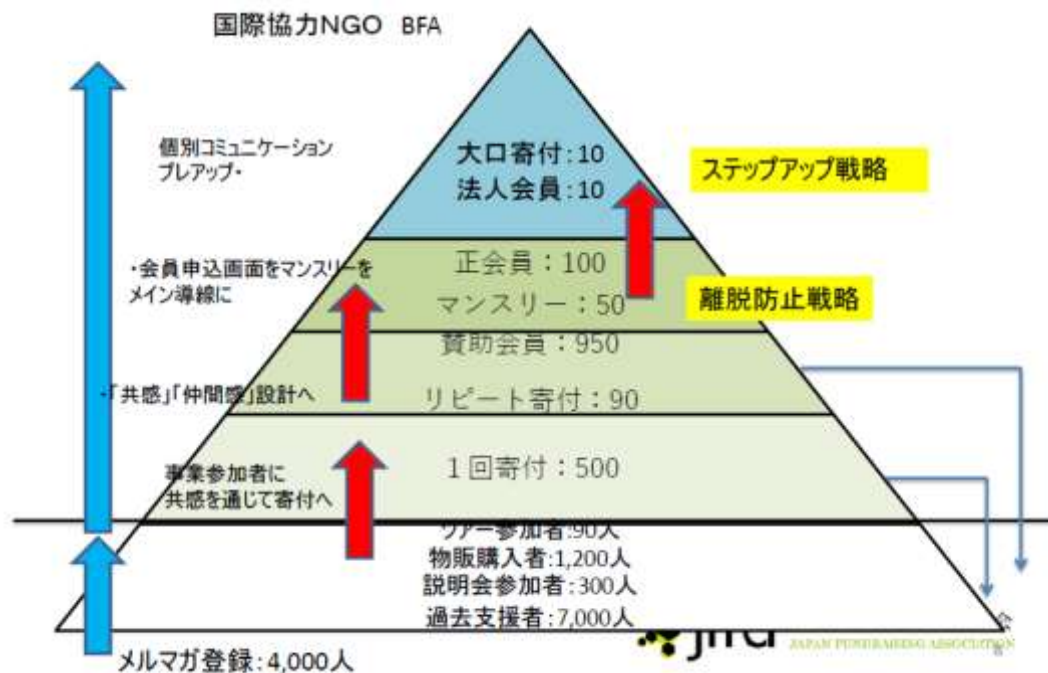 国際協力NGO BFA
個別コミュニケーション
プレアップ・
大口寄付：10
法人会員：10
ステップアップ戦略
・会員申込画面をマンスリーを
メイン導線に
正会員：100
マンスリー：50
離脱防止戦略
賛助会員：950
・「共感」「仲間感」設計へ
リピート寄付：90
事業参加者に
共感を通じて寄付へ
１回寄付：500
ツアー参加者:90人
物販購入者:1,200人
説明会参加者:300人
過去支援者:7,000人
jfra
JAPAN FUNDRAISING ASSOCIATION
8
メルマガ登録:4,000人